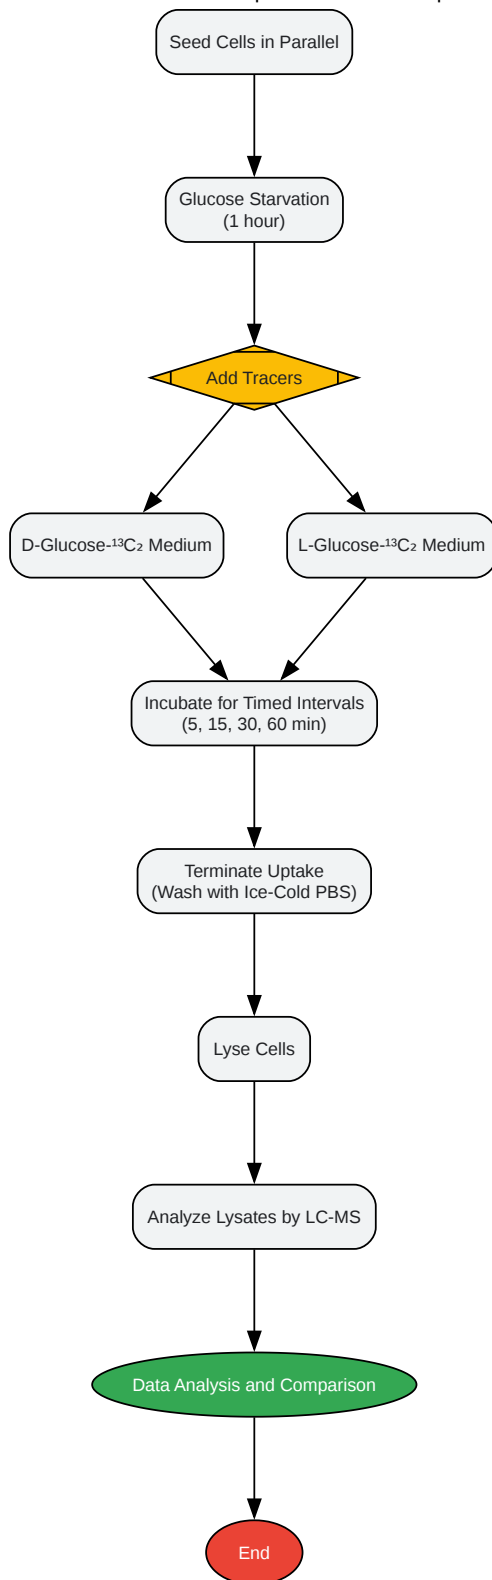 Seed Cells in Parallel
Glucose Starvation
(1 hour)
Add Tracers
D-Glucose-¹³C₂ Medium
L-Glucose-¹³C₂ Medium
Incubate for Timed Intervals
(5, 15, 30, 60 min)
Terminate Uptake
(Wash with Ice-Cold PBS)
Lyse Cells
Analyze Lysates by LC-MS
Data Analysis and Comparison
End